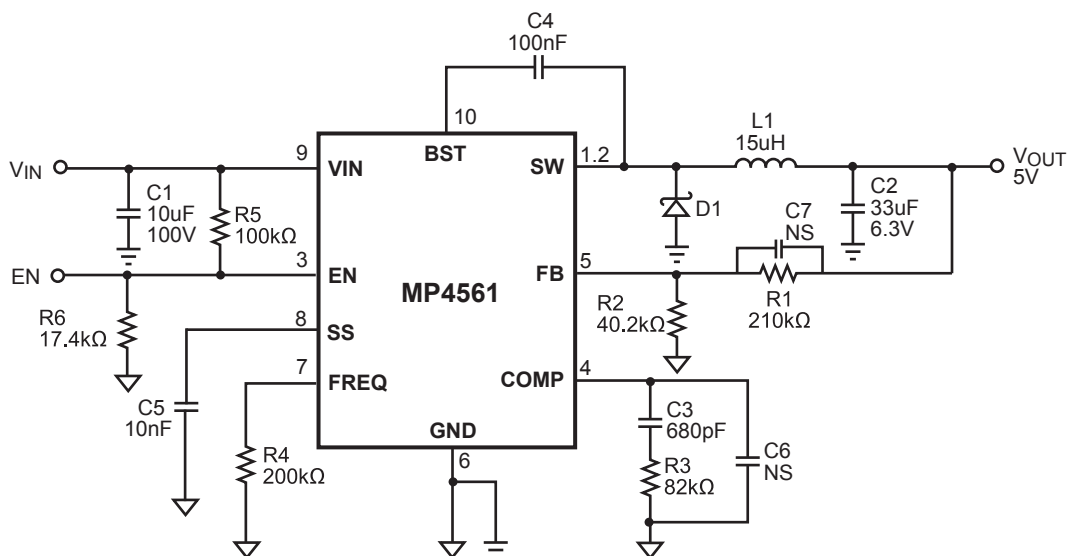 C4
100nF
10
BST
L1
15uH
9
VIN
1.2
SW
VIN
VOUT
5V
C1
10uF
100V
R5
100kΩ
D1
C2
33uF
6.3V
C7
NS
EN
3
EN
5
FB
MP4561
R1
210kΩ
R2
40.2kΩ
R6
17.4kΩ
8
SS
7
FREQ
4
COMP
C5
10nF
C3
680pF
GND
6
R4
200kΩ
R3
82kΩ
C6
NS